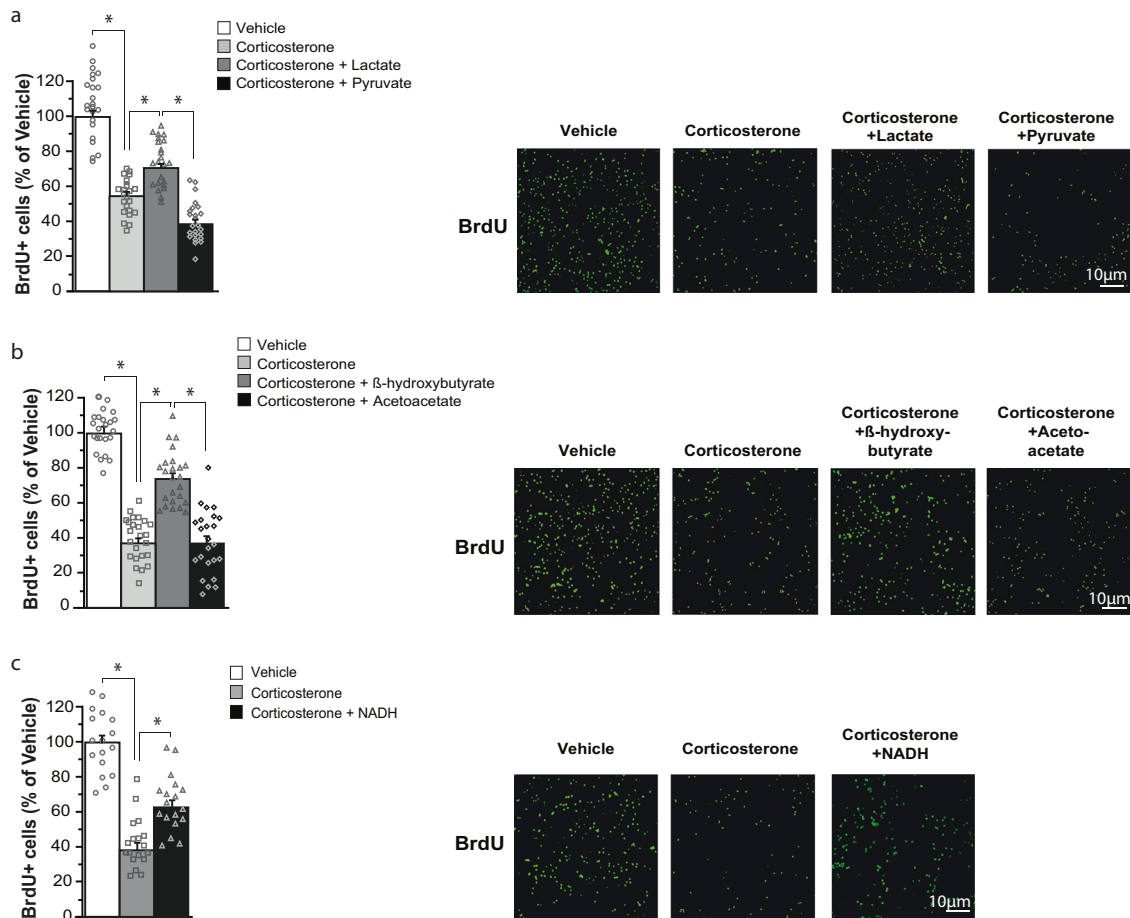 a
*
*
*
BrdU+ cells (% of Vehicle)
120
100
80
60
40
20
0
Vehicle
Corticosterone
Corticosterone + Lactate
Corticosterone + Pyruvate
BrdU
Vehicle
Corticosterone
Corticosterone
+Lactate
Corticosterone
+Pyruvate
10μm
b
*
*
*
BrdU+ cells (% of Vehicle)
120
100
80
60
40
20
0
Vehicle
Corticosterone
Corticosterone + ß-hydroxybutyrate
Corticosterone + Acetoacetate
BrdU
Vehicle
Corticosterone
Corticosterone
+ß-hydroxy-
butyrate
Corticosterone
+Aceto-
acetate
10μm
c
*
*
BrdU+ cells (% of Vehicle)
120
100
80
60
40
20
0
Vehicle
Corticosterone
Corticosterone + NADH
BrdU
Vehicle
Corticosterone
Corticosterone
+NADH
10μm